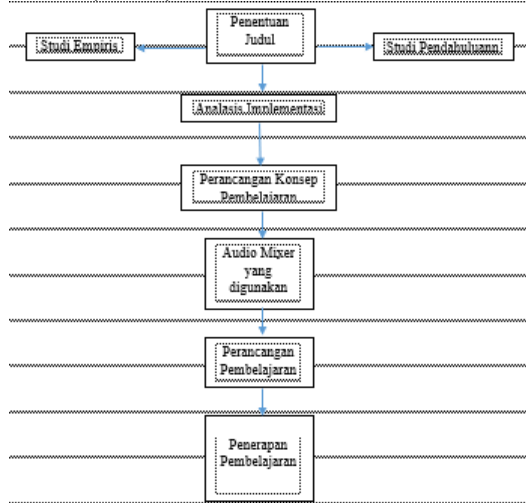 Penentuan
Judul
Studi Empiris
Studi Pendahuluann
Analasis Implementasi
Perancangan Konsep
Pembelajaran
Audio Mixer
yang
digunakan
Perancangan
Pembelajaran
Penerapan
Pembelajaran